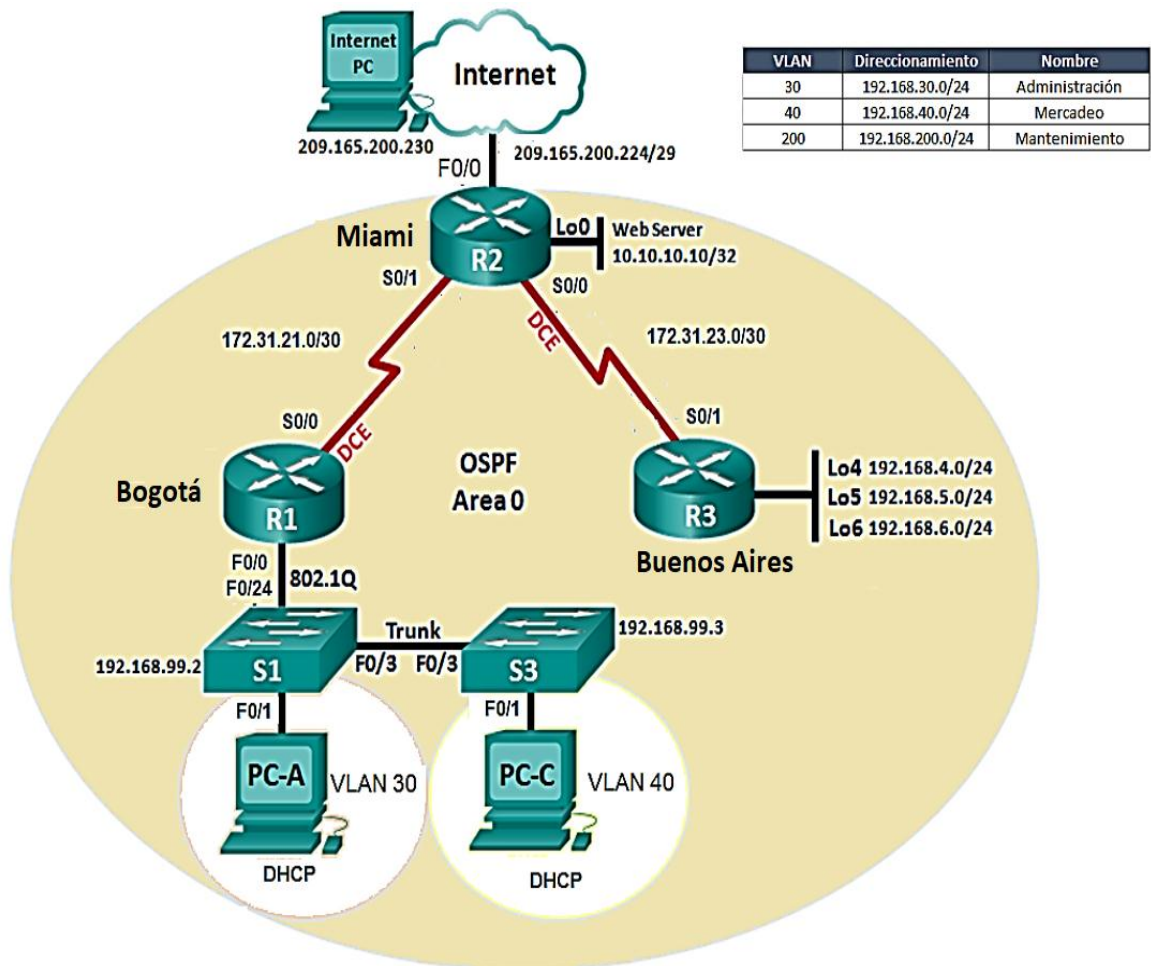 Internet
PC
Internet
209.165.200.230
209.165.200.224/29
F0/0
VLAN Direccionamiento Nombre
30 192.168.30.0/24 Administración
40 192.168.40.0/24 Mercadeo
200 192.168.200.0/24 Mantenimiento
Miami
R2
Lo0
Web Server
10.10.10.10/32
S0/1
S0/0
DCE
172.31.21.0/30
172.31.23.0/30
S0/0
DCE
S0/1
Bogotá
R1
OSPF
Area 0
R3
Buenos Aires
Lo4 192.168.4.0/24
Lo5 192.168.5.0/24
Lo6 192.168.6.0/24
F0/0
F0/24
802.1Q
192.168.99.2
S1
Trunk
F0/3 F0/3
S3
192.168.99.3
F0/1
F0/1
PC-A
VLAN 30
DHCP
PC-C
VLAN 40
DHCP